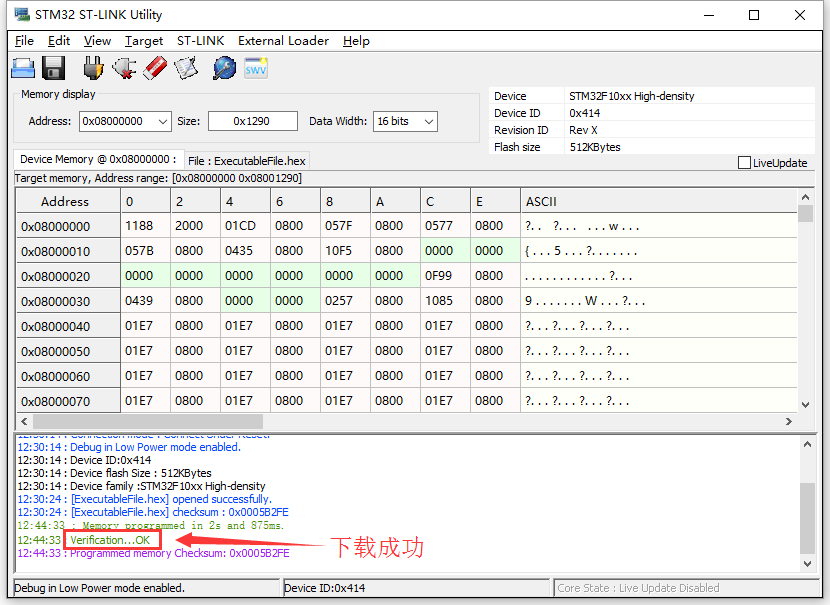 STM32 ST-LINK Utility
File Edit View Target ST-LINK External Loader Help
SWV
Memory display
Address: 0x08000000 Size: 0x1290 Data Width: 16 bits
Device STM32F10xx High-density
Device ID 0x414
Revision ID Rev X
Flash size 512KBytes
LiveUpdate
Device Memory @ 0x08000000 : File : ExecutableFile.hex
Target memory, Address range: [0x08000000 0x08001290]
Address 0 2 4 6 8 A C E ASCII
0x08000000 1188 2000 01CD 0800 057F 0800 0577 0800 ?. . ?. . . . . . w . . .
0x08000010 057B 0800 0435 0800 10F5 0800 0000 0000 { . . . 5 . . . ?. . . . . . .
0x08000020 0000 0000 0000 0000 0000 0000 0F99 0800 . . . . . . . . . . . . ?. . .
0x08000030 0439 0800 0000 0000 0257 0800 1085 0800 9 . . . . . . . W . . . ?. . .
0x08000040 01E7 0800 01E7 0800 01E7 0800 01E7 0800 ?. . . ?. . . ?. . . ?. . .
0x08000050 01E7 0800 01E7 0800 01E7 0800 01E7 0800 ?. . . ?. . . ?. . . ?. . .
0x08000060 01E7 0800 01E7 0800 01E7 0800 01E7 0800 ?. . . ?. . . ?. . . ?. . .
0x08000070 01E7 0800 01E7 0800 01E7 0800 01E7 0800 ?. . . ?. . . ?. . . ?. . .
12:30:14 : Connection mode : Connect Under Reset.
12:30:14 : Debug in Low Power mode enabled.
12:30:14 : Device ID:0x414
12:30:14 : Device flash Size : 512KBytes
12:30:14 : Device family :STM32F10xx High-density
12:30:24 : [ExecutableFile.hex] opened successfully.
12:30:24 : [ExecutableFile.hex] checksum : 0x0005B2FE
12:44:33 : Memory programmed in 2s and 875ms.
12:44:33 : Verification...OK
下载成功
12:44:33 : Programmed memory Checksum: 0x0005B2FE
Debug in Low Power mode enabled. Device ID:0x414 Core State : Live Update Disabled